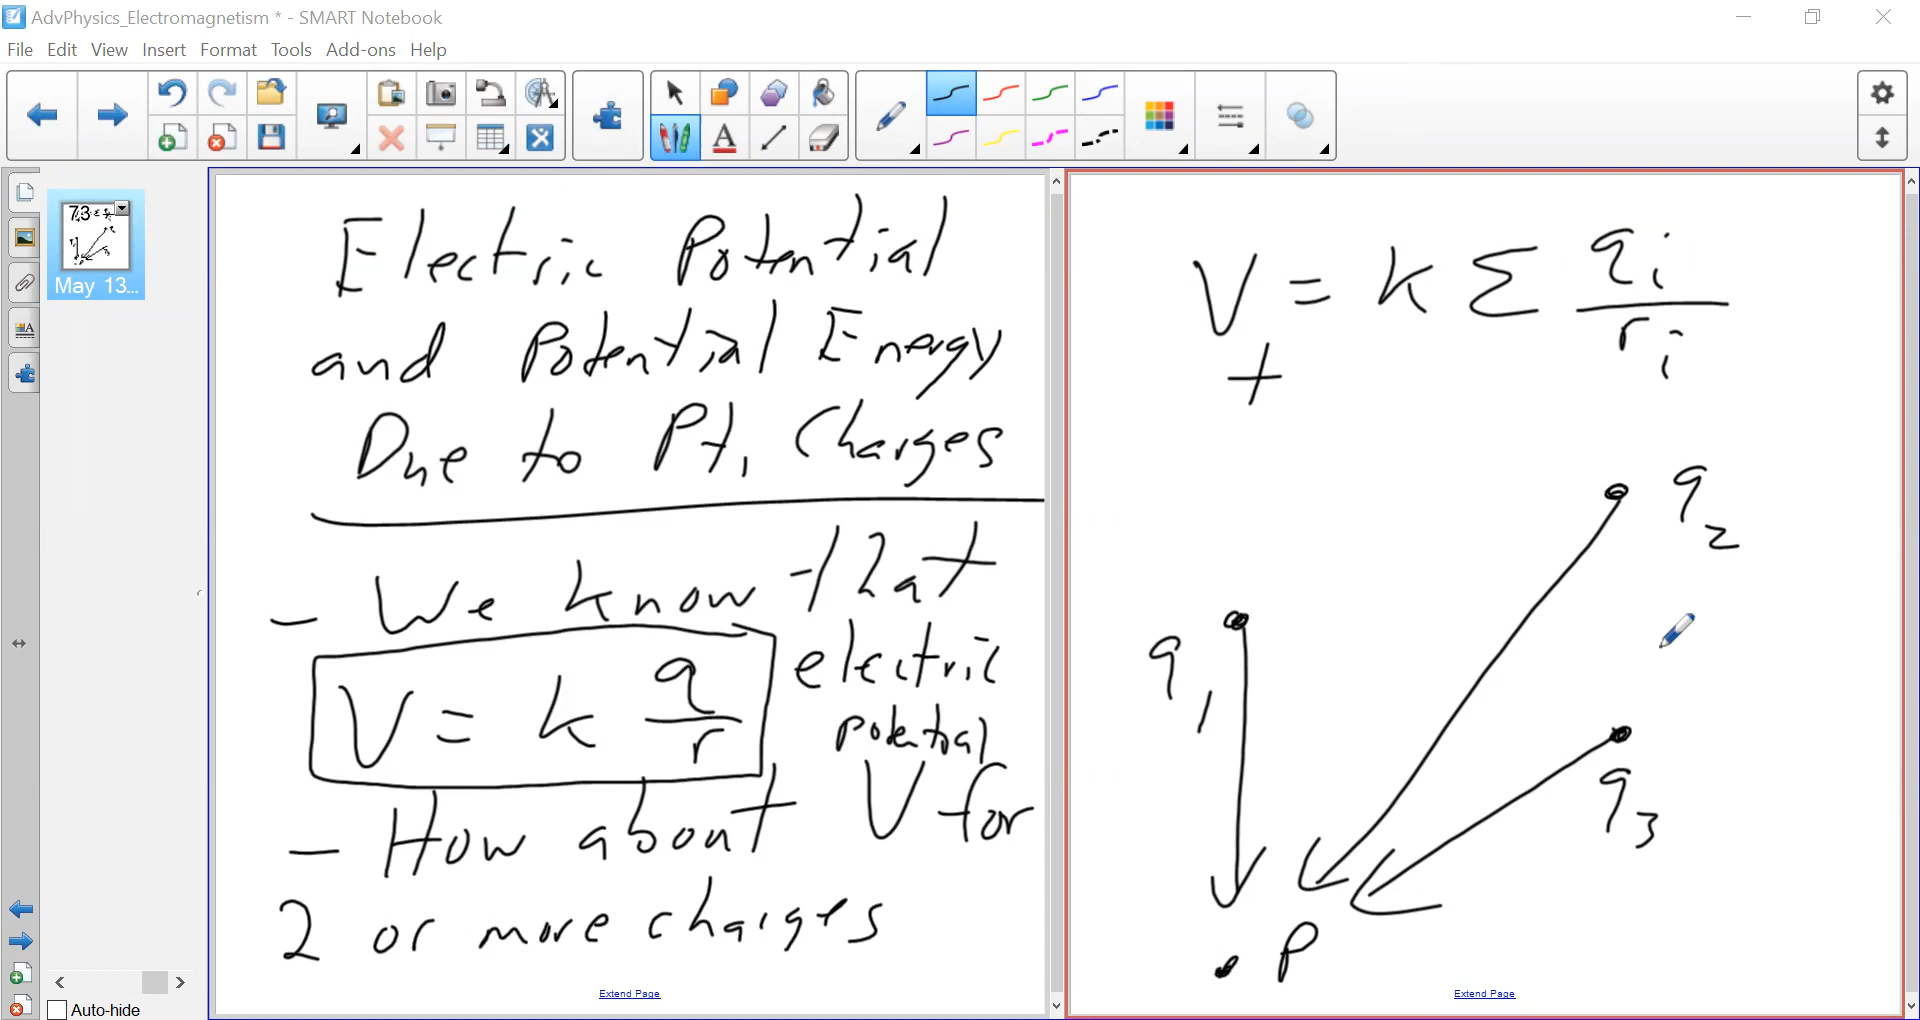 AdvPhysics_Electromagnetism * - SMART Notebook
File Edit View Insert Format Tools Add-ons Help
May 13...
Auto-hide
Electric Potential
and Potential Energy
Due to Pt. Charges
- We know that
V = k q/r
electric
potential
- How about V for
2 or more charges
Extend Page
V = k Σ qᵢ/rᵢ
+
q₂
q₁
q₃
P
Extend Page